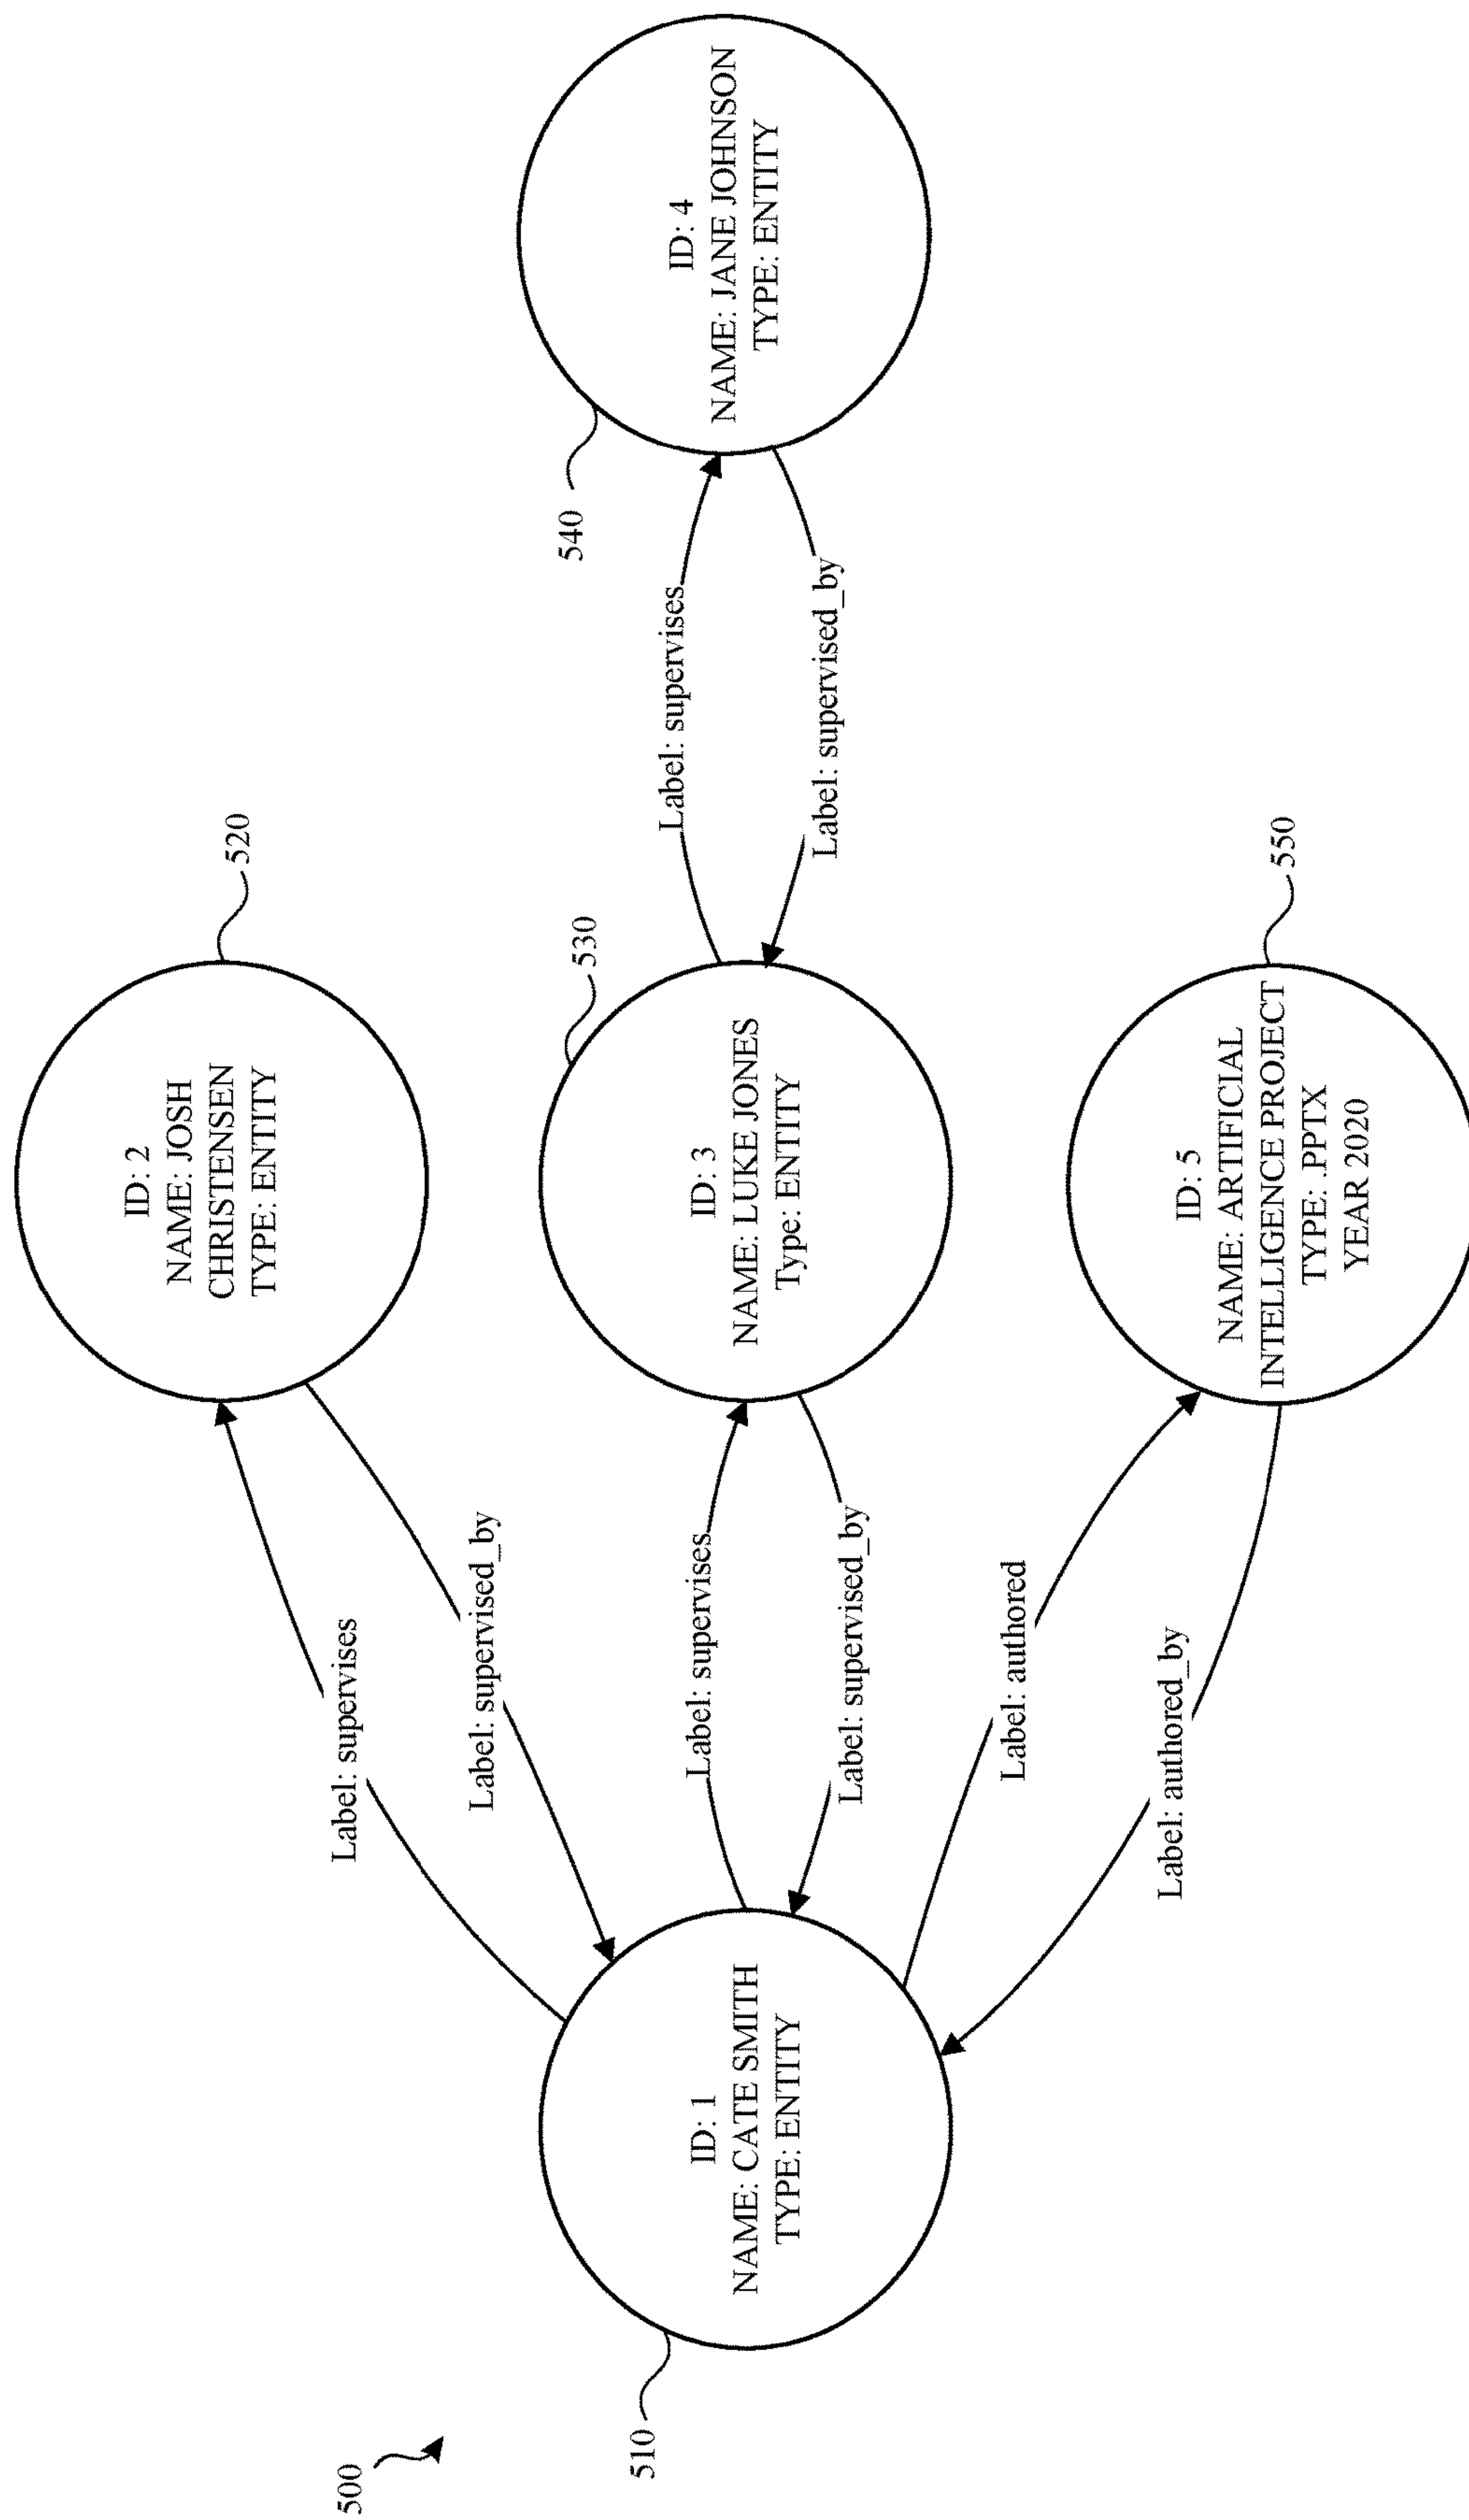 500
510
ID: 1
NAME: CATE SMITH
TYPE: ENTITY
Label: supervises
Label: supervised_by
Label: supervises
Label: supervised_by
Label: authored
Label: authored_by
520
ID: 2
NAME: JOSH
CHRISTENSEN
TYPE: ENTITY
530
ID: 3
NAME: LUKE JONES
Type: ENTITY
550
ID: 5
NAME: ARTIFICIAL
INTELLIGENCE PROJECT
TYPE: .PPTX
YEAR 2020
Label: supervises
Label: supervised_by
540
ID: 4
NAME: JANE JOHNSON
TYPE: ENTITY